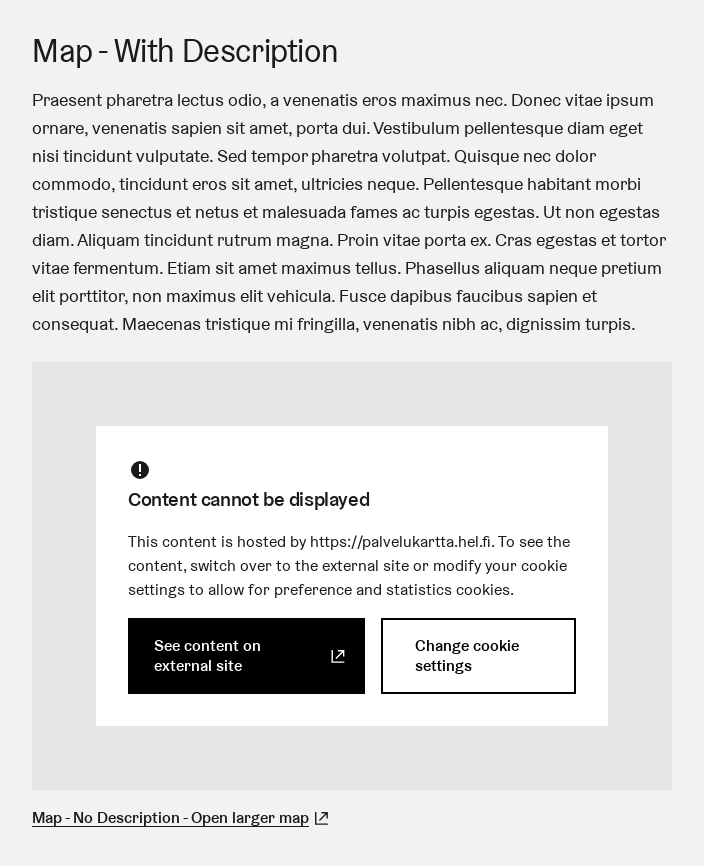 Map - With Description
Praesent pharetra lectus odio, a venenatis eros maximus nec. Donec vitae ipsum
ornare, venenatis sapien sit amet, porta dui. Vestibulum pellentesque diam eget
nisi tincidunt vulputate. Sed tempor pharetra volutpat. Quisque nec dolor
commodo, tincidunt eros sit amet, ultricies neque. Pellentesque habitant morbi
tristique senectus et netus et malesuada fames ac turpis egestas. Ut non egestas
diam. Aliquam tincidunt rutrum magna. Proin vitae porta ex. Cras egestas et tortor
vitae fermentum. Etiam sit amet maximus tellus. Phasellus aliquam neque pretium
elit porttitor, non maximus elit vehicula. Fusce dapibus faucibus sapien et
consequat. Maecenas tristique mi fringilla, venenatis nibh ac, dignissim turpis.
Content cannot be displayed
This content is hosted by https://palvelukartta.hel.fi. To see the
content, switch over to the external site or modify your cookie
settings to allow for preference and statistics cookies.
See content on
external site
Change cookie
settings
Map - No Description - Open larger map